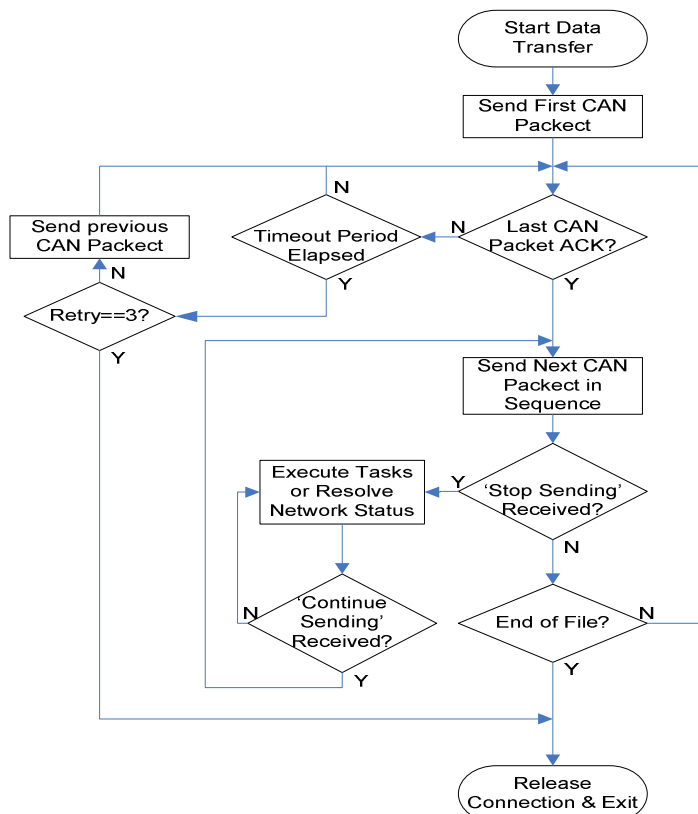 Start Data
Transfer
Send First CAN
Packect
N
Send previous
CAN Packect
Timeout Period
Elapsed
N
Last CAN
Packet ACK?
N
Y
Y
Retry==3?
Y
Send Next CAN
Packect in
Sequence
Execute Tasks
or Resolve
Network Status
Y
‘Stop Sending’
Received?
N
‘Continue
Sending’
Received?
N
Y
End of File?
N
Y
Release
Connection & Exit